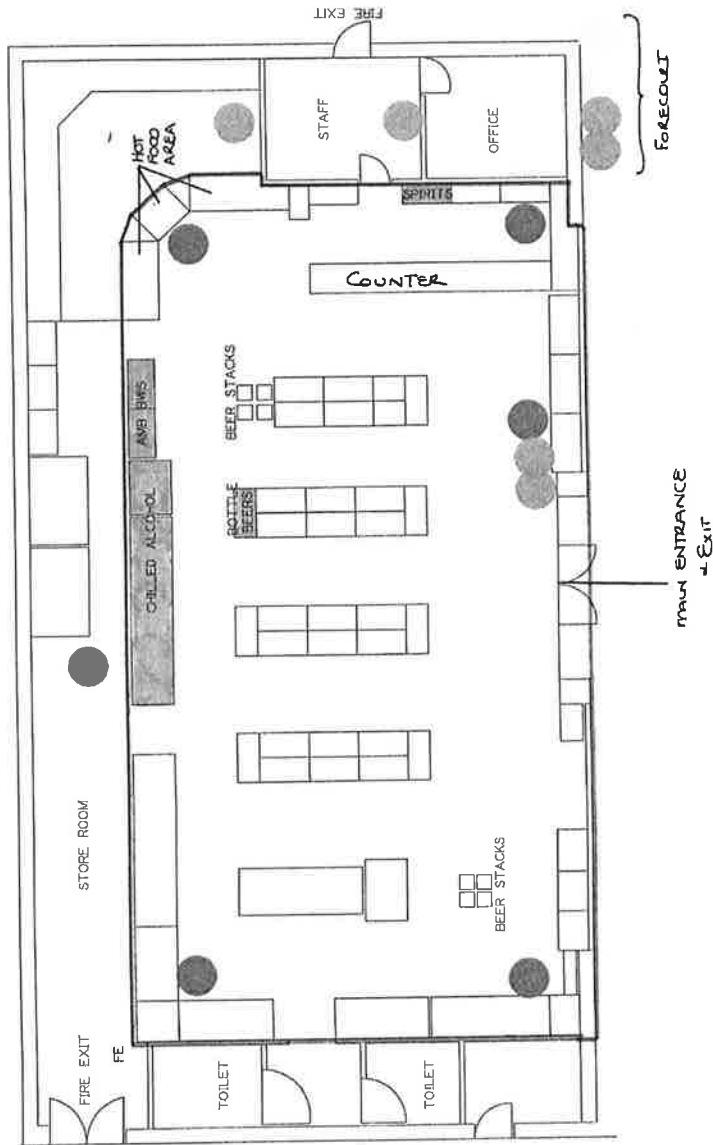 FIRE EXIT
STAFF
OFFICE
FORECOURT
HOT
FOOD
AREA
SPIRITS
COUNTER
AMB BWS
BEER STACKS
CHILLED ALCOHOL
BOTTLE
BEERS
MAIN ENTRANCE
+ EXIT
STORE ROOM
BEER STACKS
FIRE EXIT
FE
TOILET
TOILET